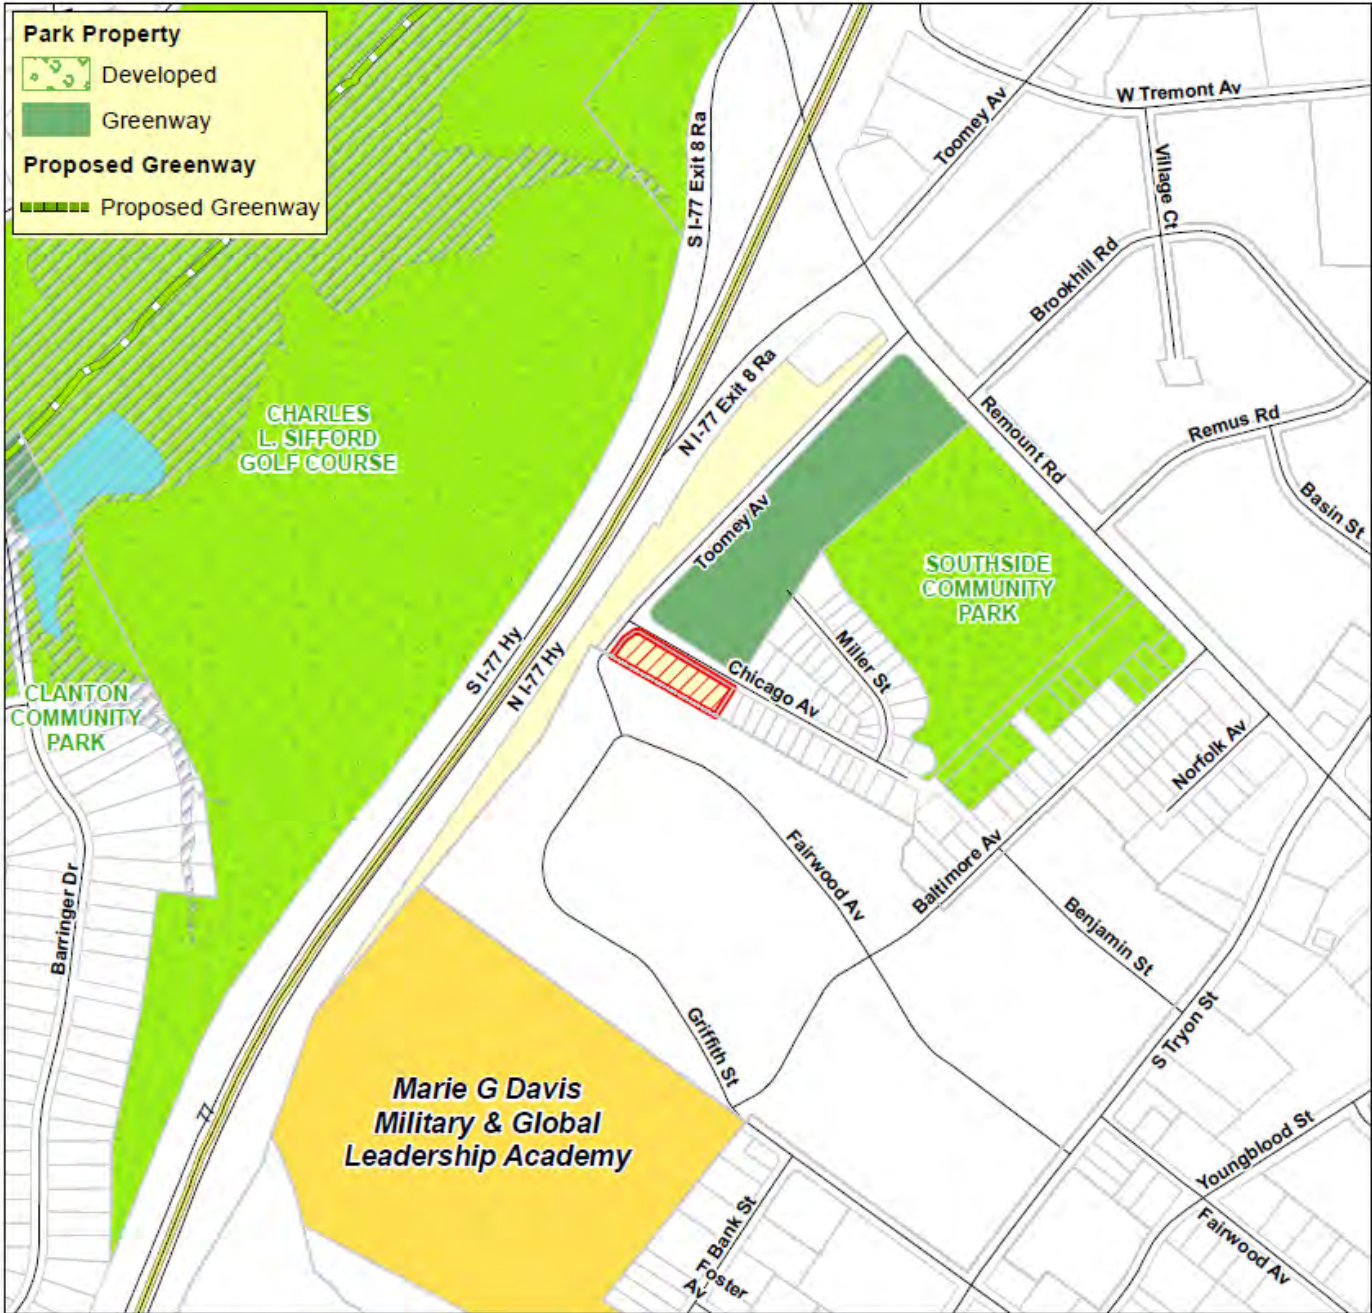 Park Property
Developed
Greenway
Proposed Greenway
Proposed Greenway
W Tremont Av
Toomey Av
S I-77 Exit 8 Ra
Village Ct
Brookhill Rd
N I-77 Exit 8 Ra
CHARLES
L. SIFFORD
GOLF COURSE
Remount Rd
Remus Rd
Basin St
Toomey Av
SOUTHSIDE
COMMUNITY
PARK
S I-77 Hy
N I-77 Hy
Miller St
Chicago Av
CLANTON
COMMUNITY
PARK
Norfolk Av
Fairwood Av
Baltimore Av
Barringer Dr
Benjamin St
Griffith St
S Tryon St
77
Marie G Davis
Military & Global
Leadership Academy
Youngblood St
Bank St
Foster
Av
Fairwood Av